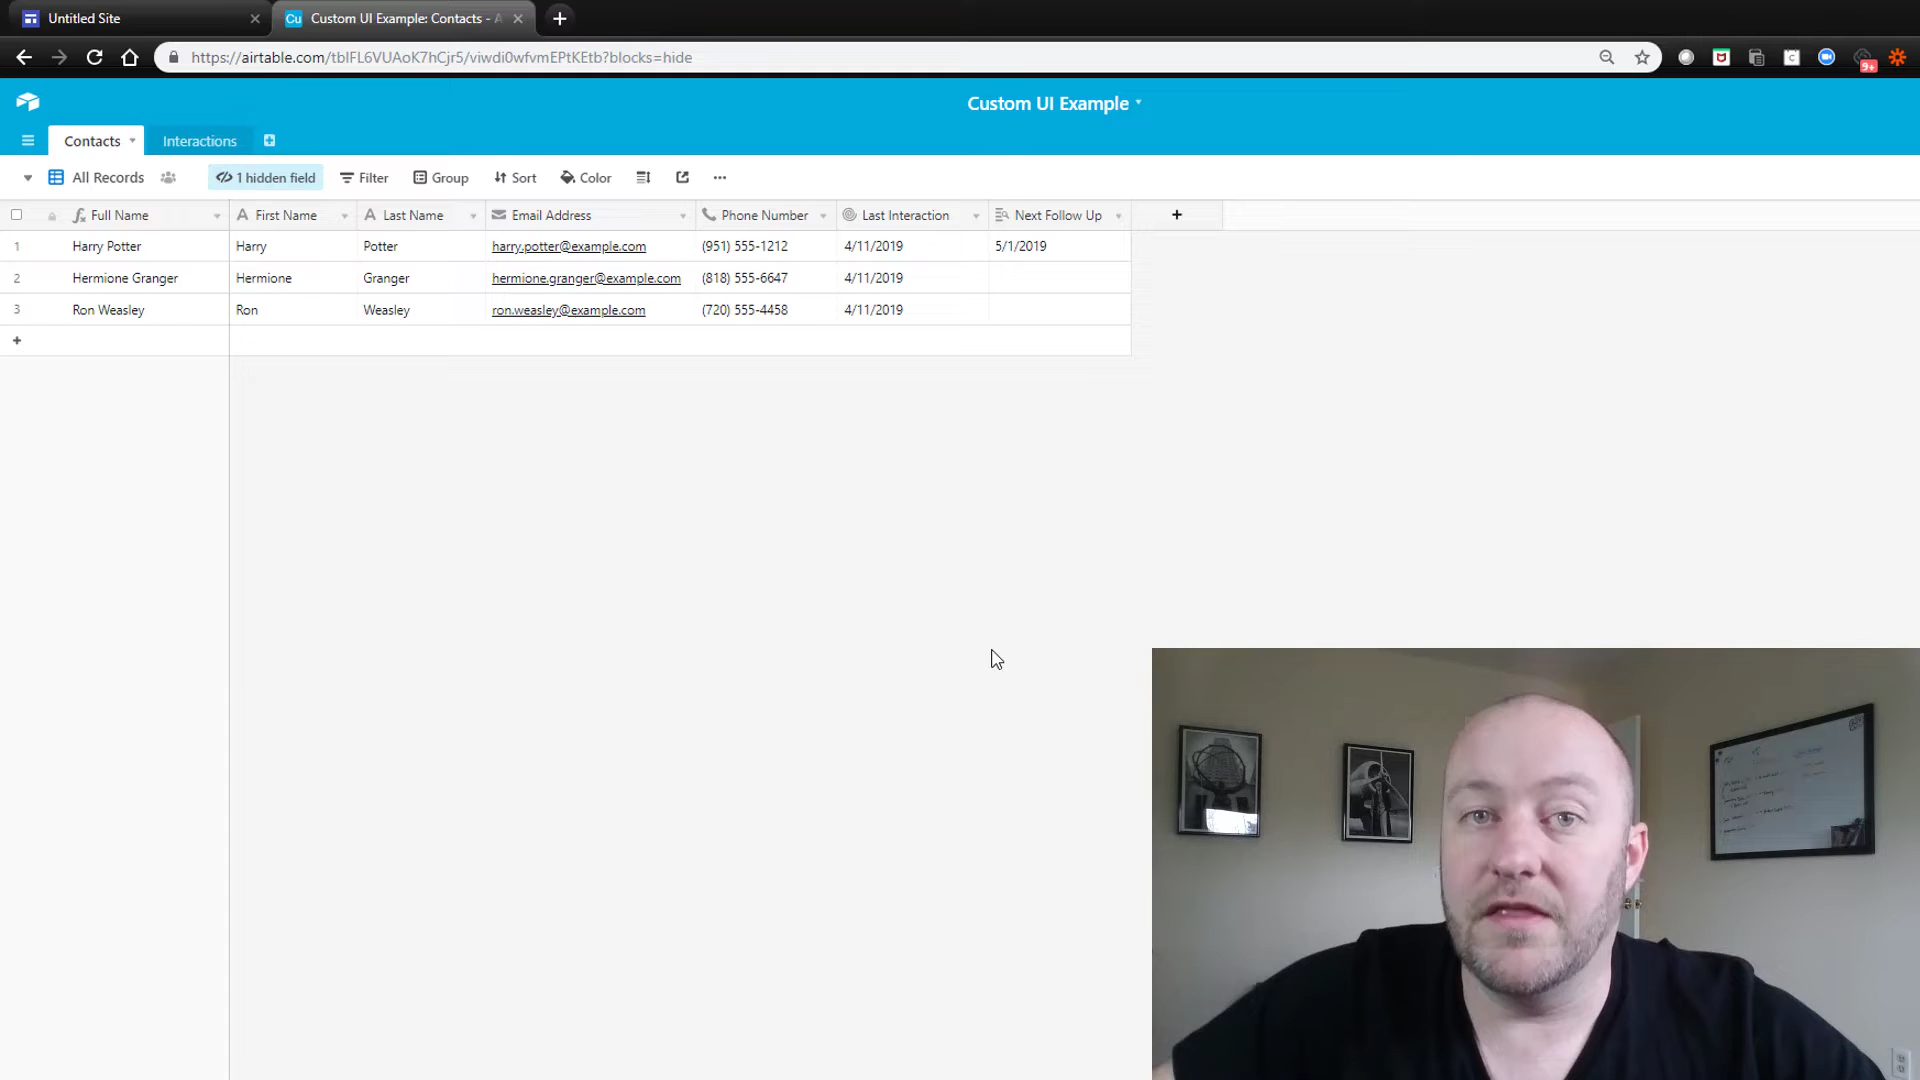 Untitled Site
Cu Custom UI Example: Contacts - A
https://airtable.com/tblFL6VUAoK7hCjr5/viwdi0wfvmEPtKEtb?blocks=hide
9+
Custom UI Example
Contacts Interactions
All Records 1 hidden field Filter Group Sort Color
Full Name First Name Last Name Email Address Phone Number Last Interaction Next Follow Up
1 Harry Potter Harry Potter harry.potter@example.com (951) 555-1212 4/11/2019 5/1/2019
2 Hermione Granger Hermione Granger hermione.granger@example.com (818) 555-6647 4/11/2019
3 Ron Weasley Ron Weasley ron.weasley@example.com (720) 555-4458 4/11/2019